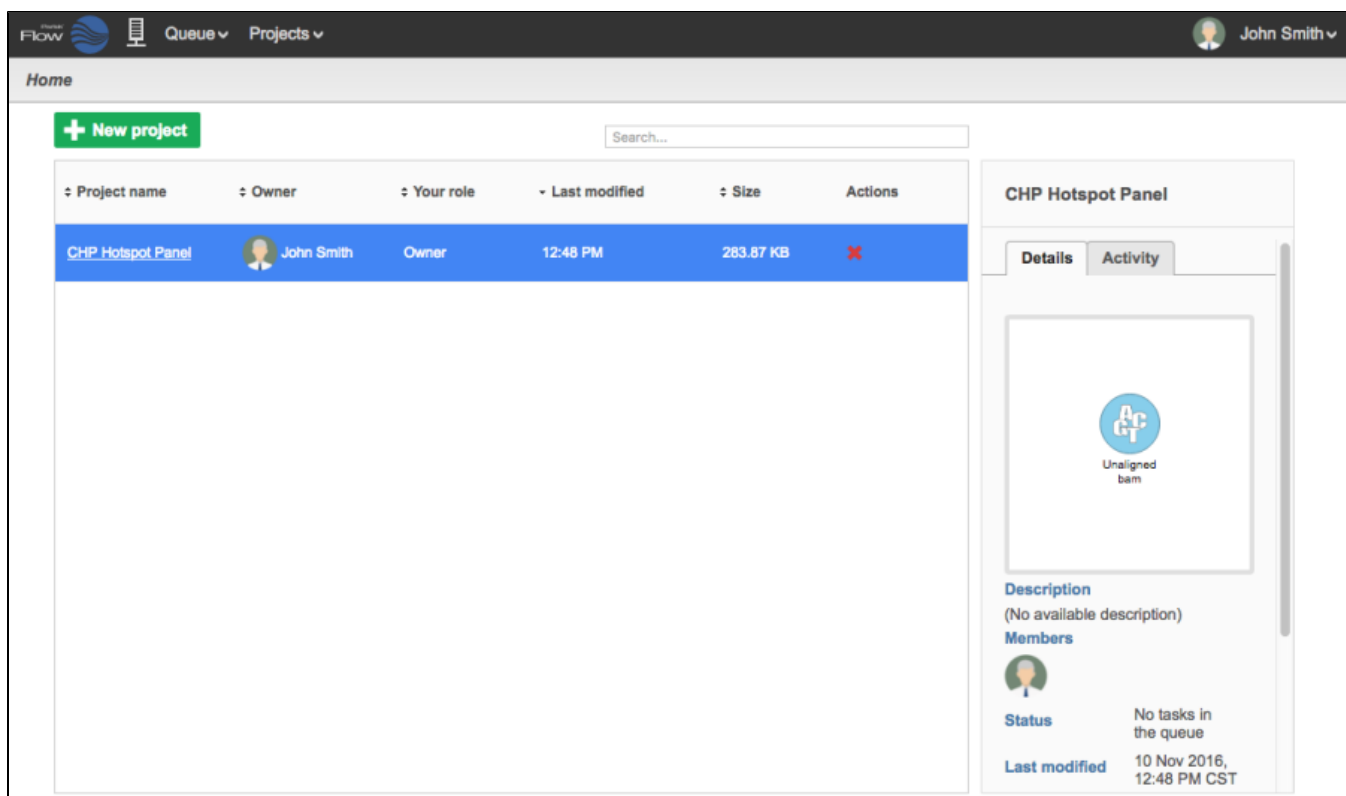 Flow Queue Projects John Smith
Home
New project
Search...
Project name Owner Your role Last modified Size Actions
CHP Hotspot Panel John Smith Owner 12:48 PM 283.87 KB
CHP Hotspot Panel
Details Activity
AC
GT
Unaligned
bam
Description
(No available description)
Members
Status No tasks in
the queue
Last modified 10 Nov 2016,
12:48 PM CST